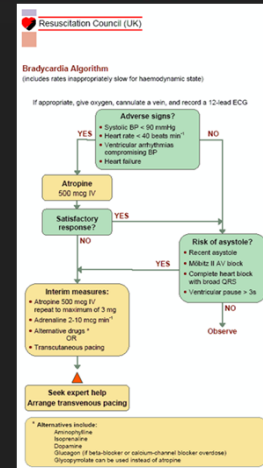 Resuscitation Council (UK)
Bradycardia Algorithm
(includes rates inappropriately slow for haemodynamic state)
If appropriate, give oxygen, cannulate a vein, and record a 12-lead ECG
Adverse signs?
• Systolic BP < 90 mmHg
• Heart rate < 40 beats min⁻¹
• Ventricular arrhythmias
compromising BP
• Heart failure
YES
NO
Atropine
500 mcg IV
Satisfactory
response?
YES
NO
Risk of asystole?
• Recent asystole
• Möbitz II AV block
• Complete heart block
with broad QRS
• Ventricular pause > 3s
YES
NO
Observe
Interim measures:
• Atropine 500 mcg IV
repeat to maximum of 3 mg
• Adrenaline 2-10 mcg min⁻¹
• Alternative drugs *
OR
• Transcutaneous pacing
Seek expert help
Arrange transvenous pacing
* Alternatives include:
Aminophylline
Isoprenaline
Dopamine
Glucagon (if beta-blocker or calcium-channel blocker overdose)
Glycopyrrolate can be used instead of atropine